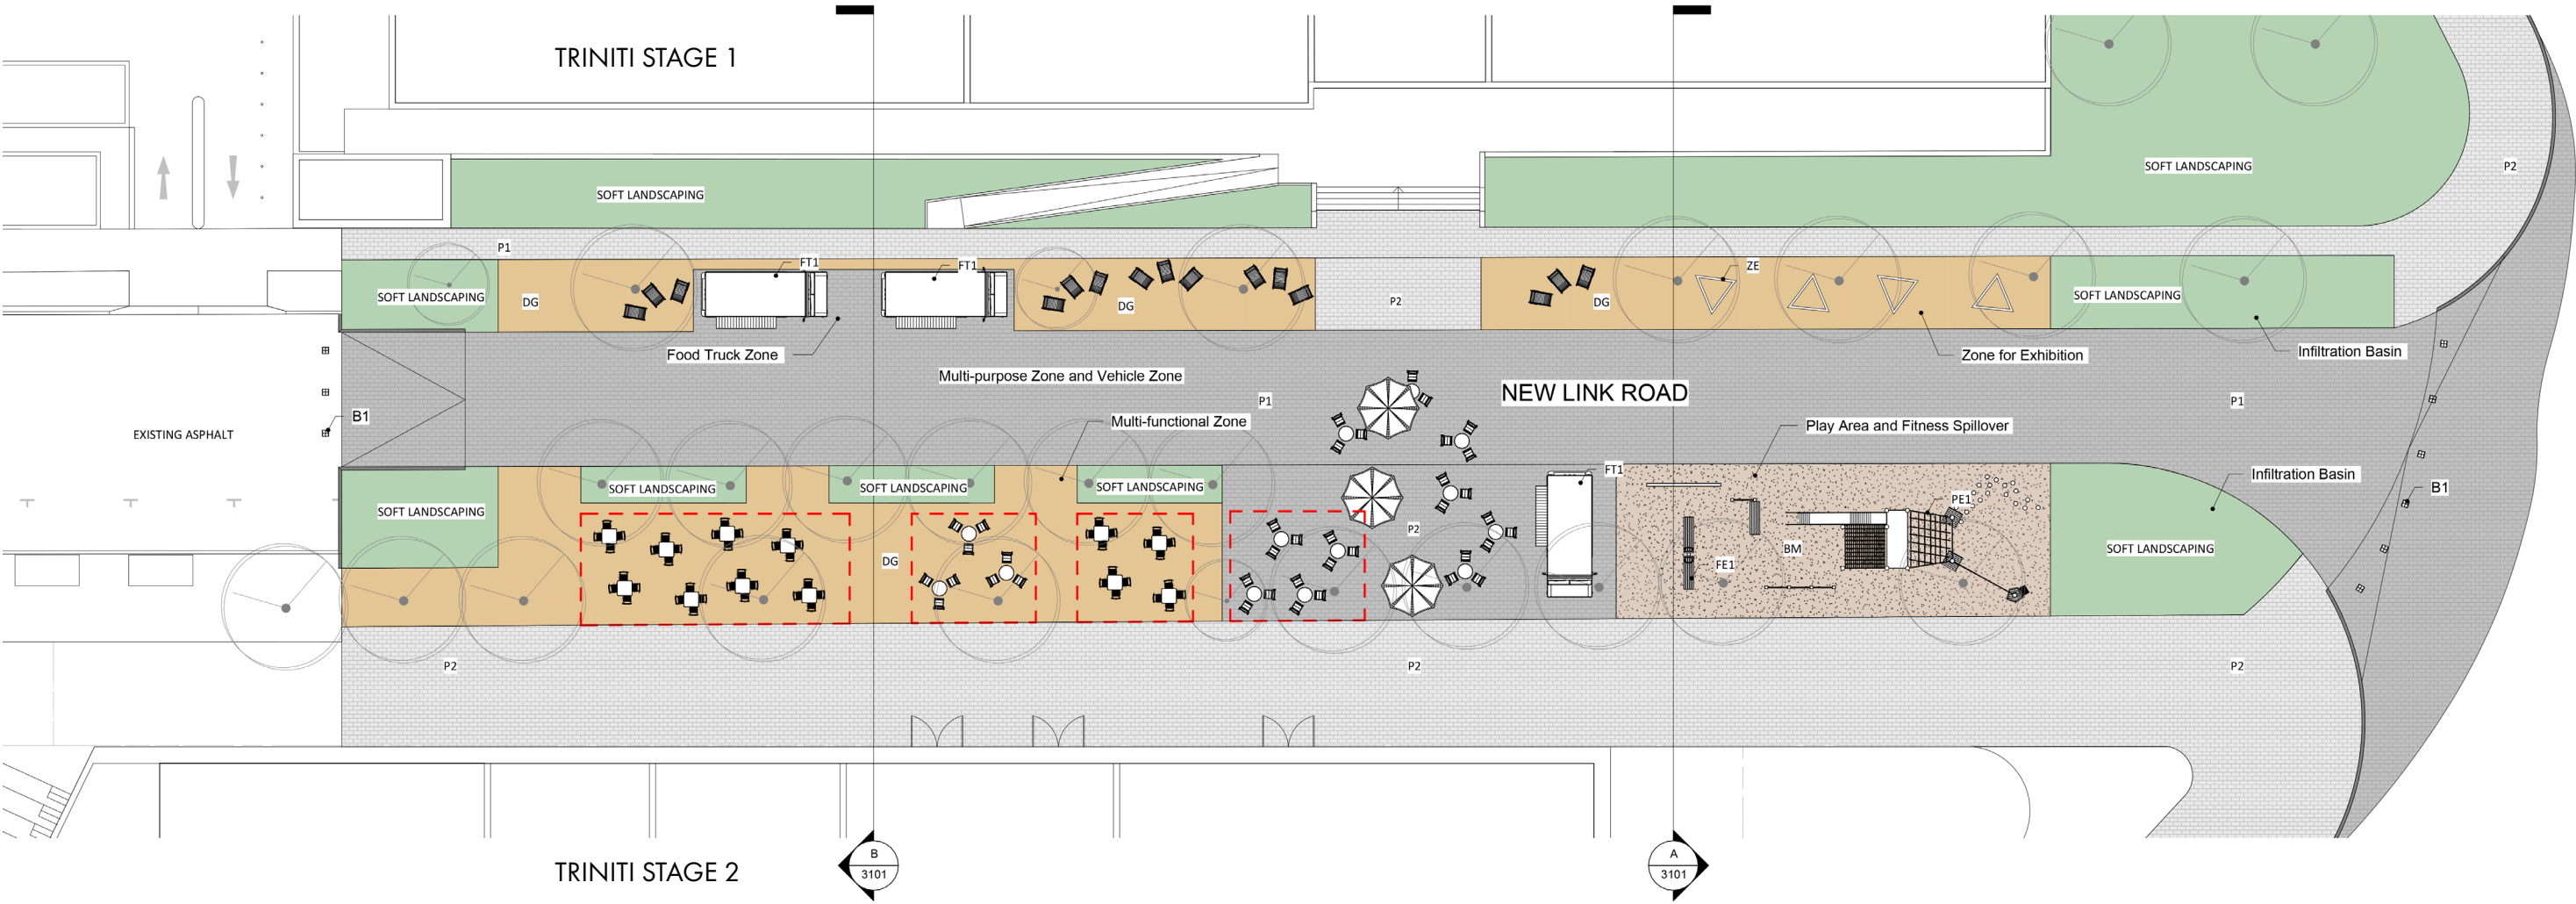 TRINITI STAGE 1
SOFT LANDSCAPING
SOFT LANDSCAPING
P2
P1
FT1
FT1
ZE
SOFT LANDSCAPING
DG
DG
P2
DG
SOFT LANDSCAPING
Food Truck Zone
Zone for Exhibition
Infiltration Basin
Multi-purpose Zone and Vehicle Zone
NEW LINK ROAD
P1
P1
B1
Multi-functional Zone
Play Area and Fitness Spillover
EXISTING ASPHALT
FT1
Infiltration Basin
SOFT LANDSCAPING
SOFT LANDSCAPING
SOFT LANDSCAPING
B1
SOFT LANDSCAPING
PE1
P2
DG
FE1
BM
SOFT LANDSCAPING
P2
P2
P2
TRINITI STAGE 2
B
3101
A
3101